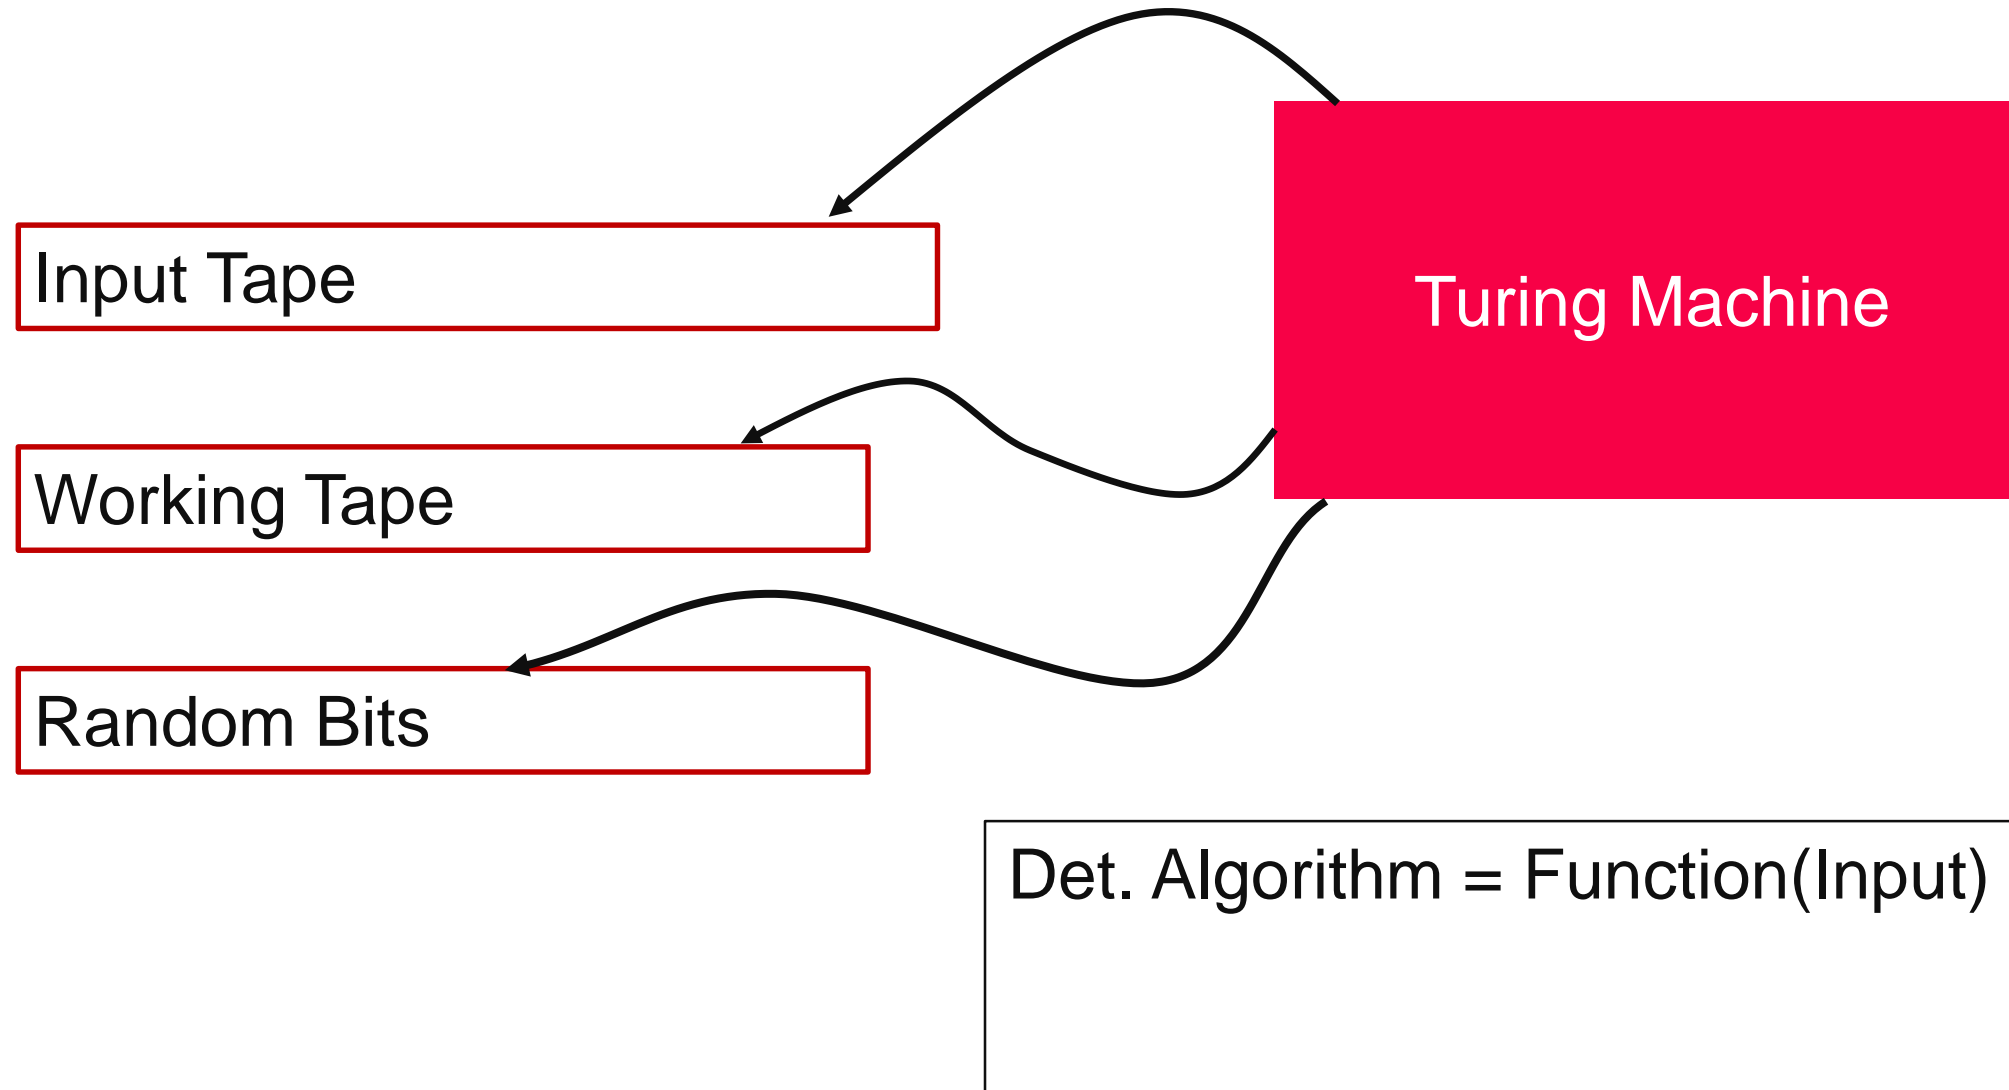 Input Tape
Turing Machine
Working Tape
Random Bits
Det. Algorithm = Function(Input)